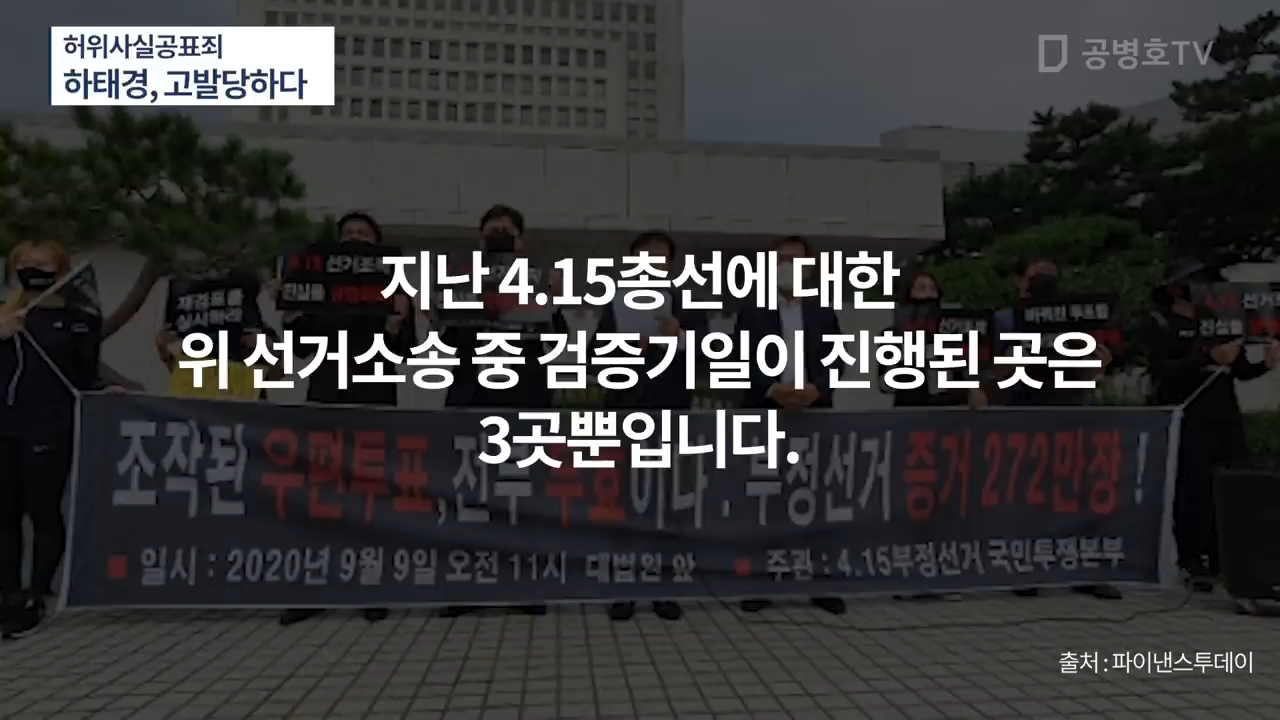 허위사실공표죄
하태경, 고발당하다
공병호TV
지난 4.15총선에 대한
위 선거소송 중 검증기일이 진행된 곳은
3곳뿐입니다.
조작된 우편투표, 전부 무효이다. 부정선거 증거 272만장!
일시 : 2020년 9월 9일 오전 11시 대법원 앞
주관 : 4.15부정선거 국민투쟁본부
출처 : 파이낸스투데이